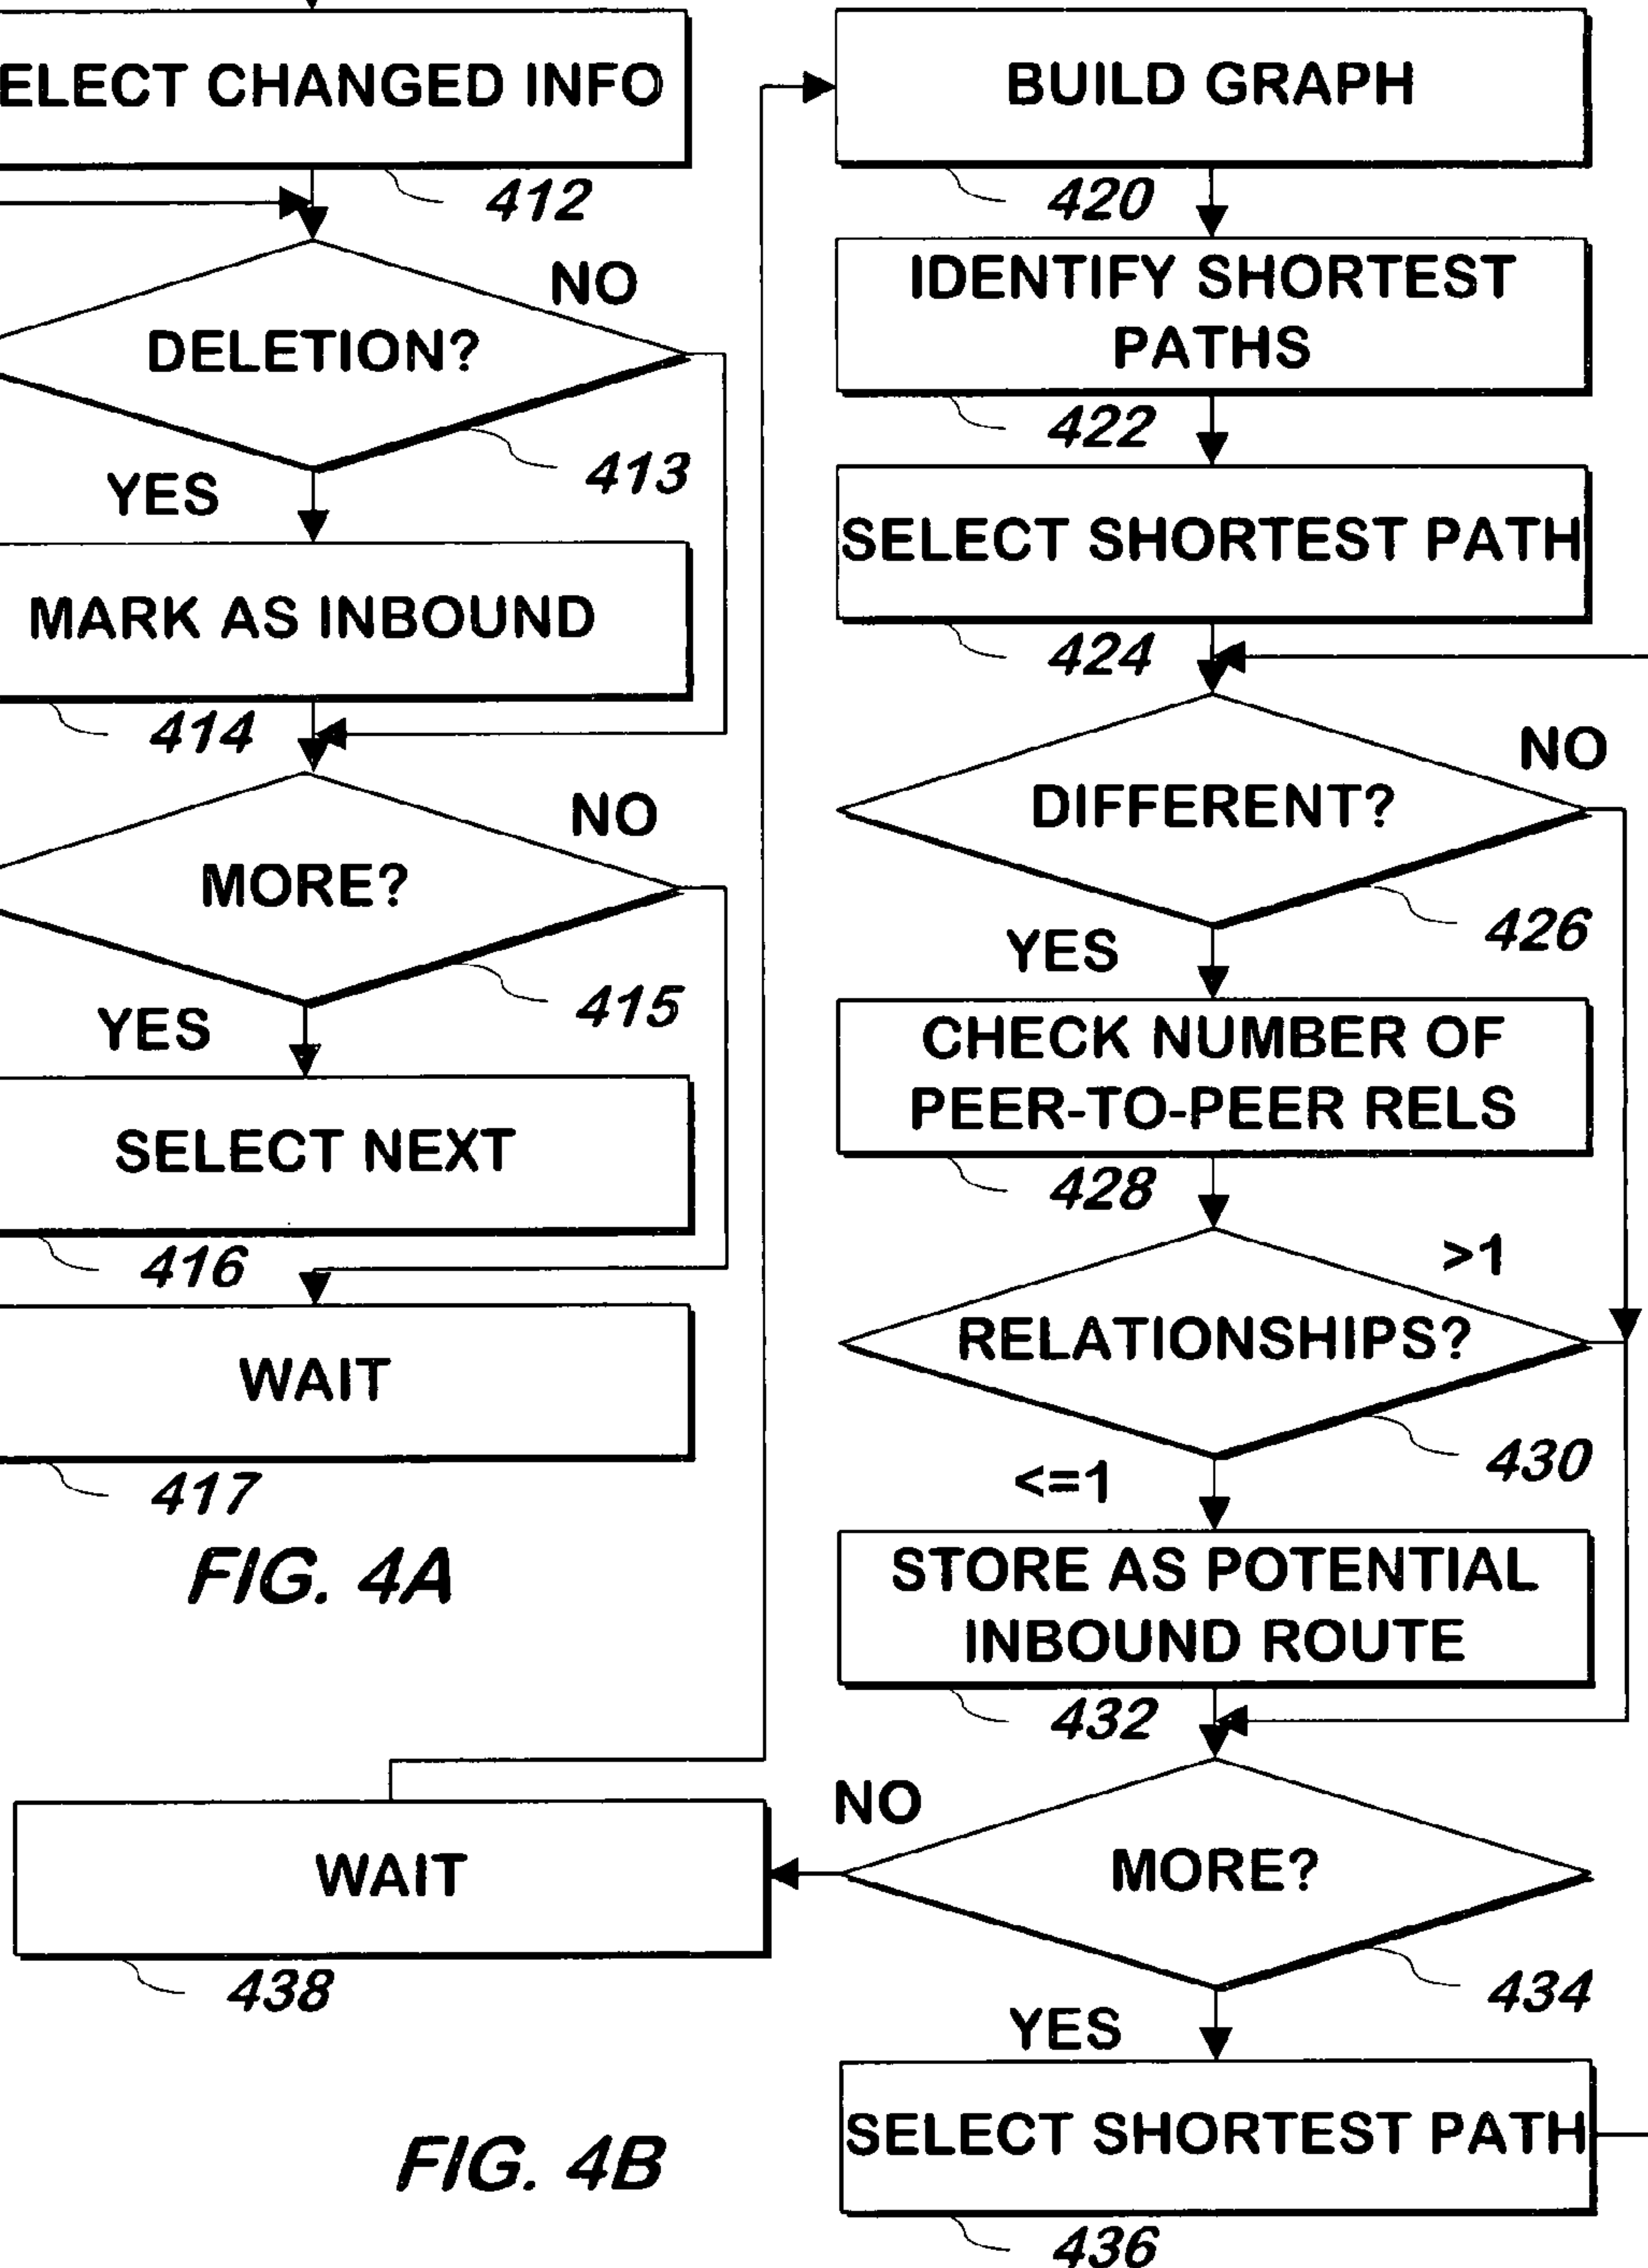 ELECT CHANGED INFO
412
NO
DELETION?
413
YES
MARK AS INBOUND
414
NO
MORE?
415
YES
SELECT NEXT
416
WAIT
417
FIG. 4A
BUILD GRAPH
420
IDENTIFY SHORTEST
PATHS
422
SELECT SHORTEST PATH
424
NO
DIFFERENT?
426
YES
CHECK NUMBER OF
PEER-TO-PEER RELS
428
>1
RELATIONSHIPS?
430
<=1
STORE AS POTENTIAL
INBOUND ROUTE
432
NO
MORE?
434
WAIT
438
YES
SELECT SHORTEST PATH
436
FIG. 4B